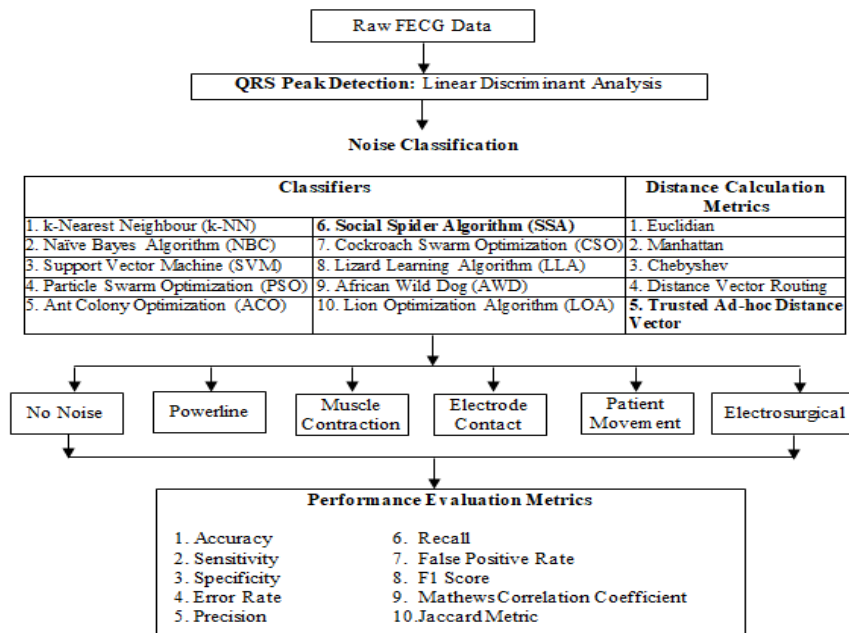 Raw FECG Data
QRS Peak Detection: Linear Discriminant Analysis
Noise Classification
Classifiers
Distance Calculation
Metrics
1. k-Nearest Neighbour (k-NN)
2. Naïve Bayes Algorithm (NBC)
3. Support Vector Machine (SVM)
4. Particle Swarm Optimization (PSO)
5. Ant Colony Optimization (ACO)
6. Social Spider Algorithm (SSA)
7. Cockroach Swarm Optimization (CSO)
8. Lizard Learning Algorithm (LLA)
9. African Wild Dog (AWD)
10. Lion Optimization Algorithm (LOA)
1. Euclidian
2. Manhattan
3. Chebyshev
4. Distance Vector Routing
5. Trusted Ad-hoc Distance
Vector
No Noise
Powerline
Muscle
Contraction
Electrode
Contact
Patient
Movement
Electrosurgical
Performance Evaluation Metrics
1. Accuracy
2. Sensitivity
3. Specificity
4. Error Rate
5. Precision
6. Recall
7. False Positive Rate
8. F1 Score
9. Mathews Correlation Coefficient
10. Jaccard Metric